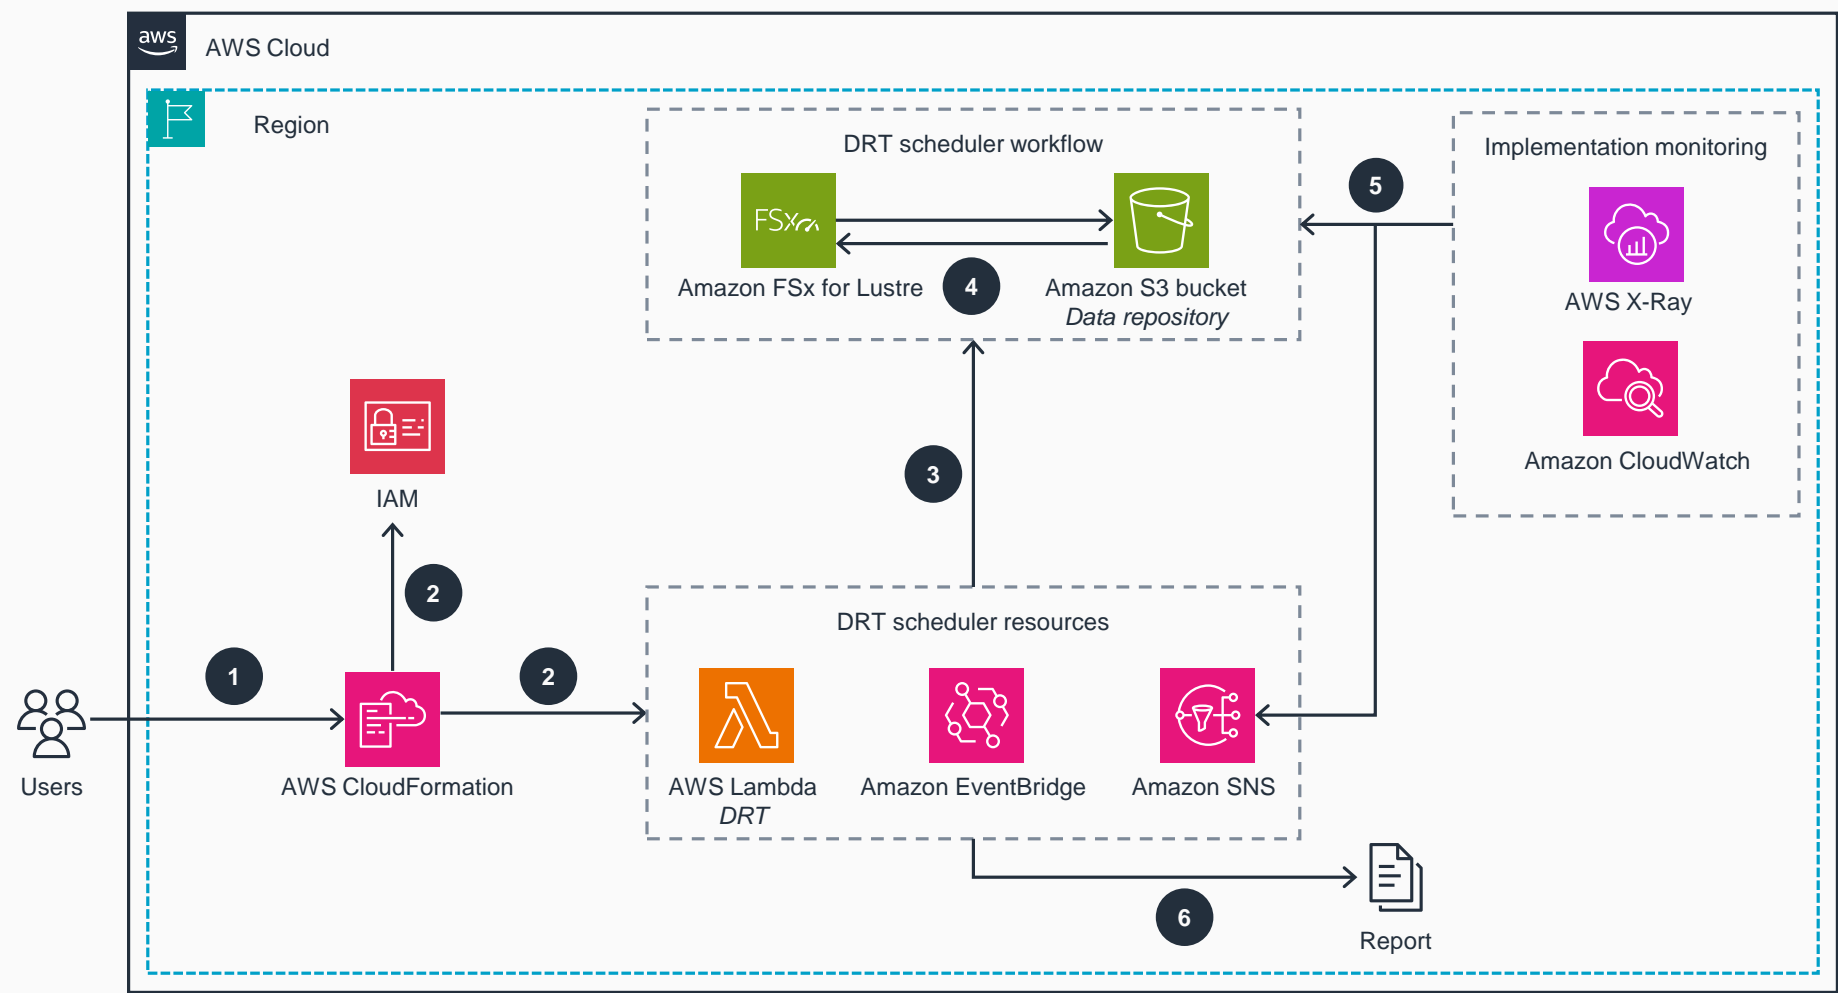 aws
AWS Cloud
Region
DRT scheduler workflow
FSx
Amazon FSx for Lustre
4
Amazon S3 bucket
Data repository
5
Implementation monitoring
AWS X-Ray
Amazon CloudWatch
IAM
3
2
1
2
Users
AWS CloudFormation
DRT scheduler resources
AWS Lambda
DRT
Amazon EventBridge
Amazon SNS
6
Report